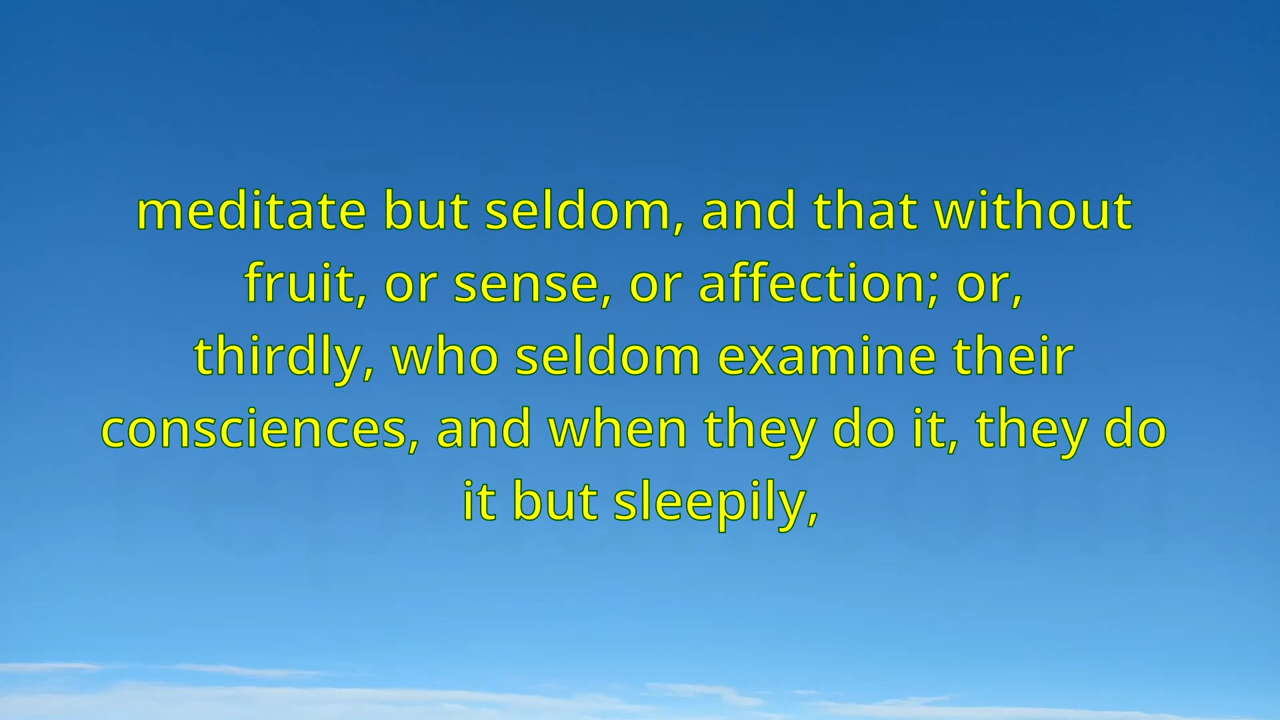 meditate but seldom, and that without
fruit, or sense, or affection; or,
thirdly, who seldom examine their
consciences, and when they do it, they do
it but sleepily,